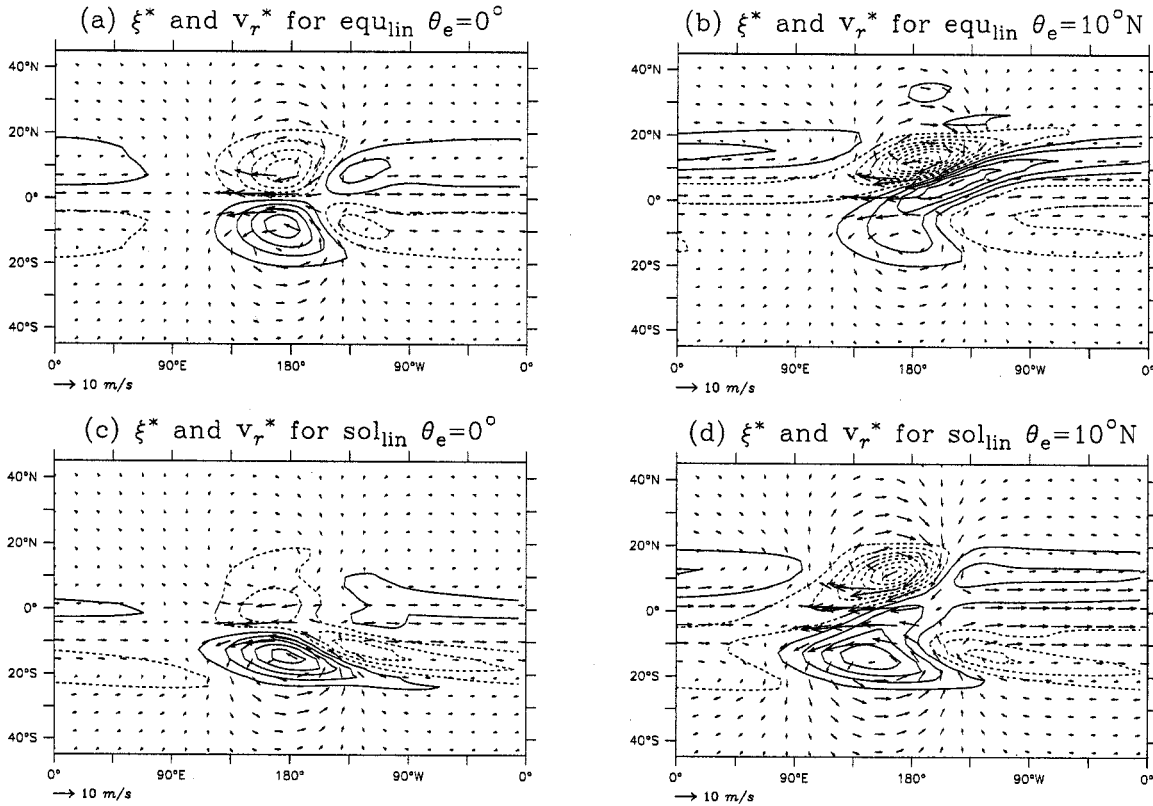 (a) ξ* and v_r* for equ_lin θ_e=0°
40°N
20°N
0°
20°S
40°S
0° 90°E 180° 90°W 0°
→ 10 m/s
(b) ξ* and v_r* for equ_lin θ_e=10°N
40°N
20°N
0°
20°S
40°S
0° 90°E 180° 90°W 0°
→ 10 m/s
(c) ξ* and v_r* for sol_lin θ_e=0°
40°N
20°N
0°
20°S
40°S
0° 90°E 180° 90°W 0°
→ 10 m/s
(d) ξ* and v_r* for sol_lin θ_e=10°N
40°N
20°N
0°
20°S
40°S
0° 90°E 180° 90°W 0°
→ 10 m/s